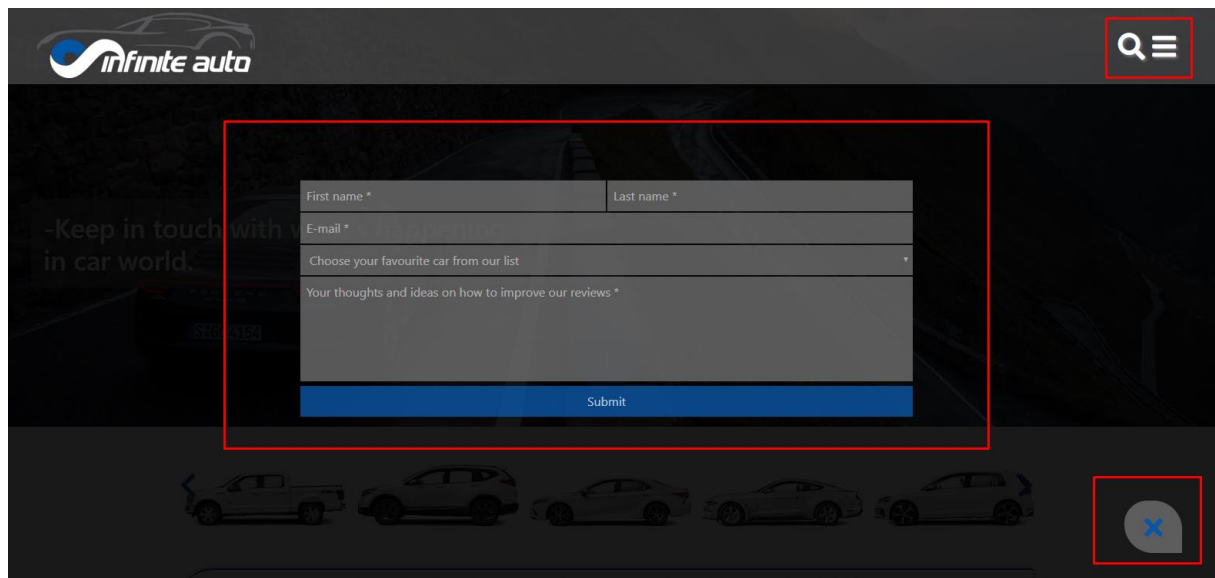 infinite auto
First name *
Last name *
-Keep in touch with
E-mail *
in car world.
Choose your favourite car from our list
Your thoughts and ideas on how to improve our reviews *
Submit